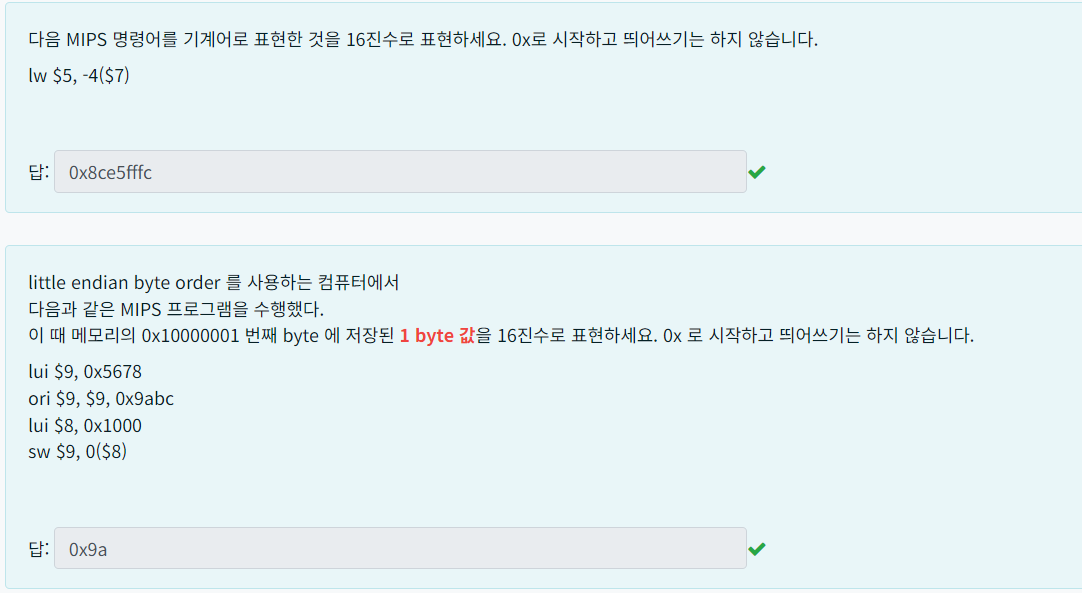 다음 MIPS 명령어를 기계어로 표현한 것을 16진수로 표현하세요. 0x로 시작하고 띄어쓰기는 하지 않습니다.
lw $5, -4($7)
답: 0x8ce5fffc
little endian byte order 를 사용하는 컴퓨터에서
다음과 같은 MIPS 프로그램을 수행했다.
이 때 메모리의 0x10000001 번째 byte 에 저장된 1 byte 값을 16진수로 표현하세요. 0x 로 시작하고 띄어쓰기는 하지 않습니다.
lui $9, 0x5678
ori $9, $9, 0x9abc
lui $8, 0x1000
sw $9, 0($8)
답: 0x9a